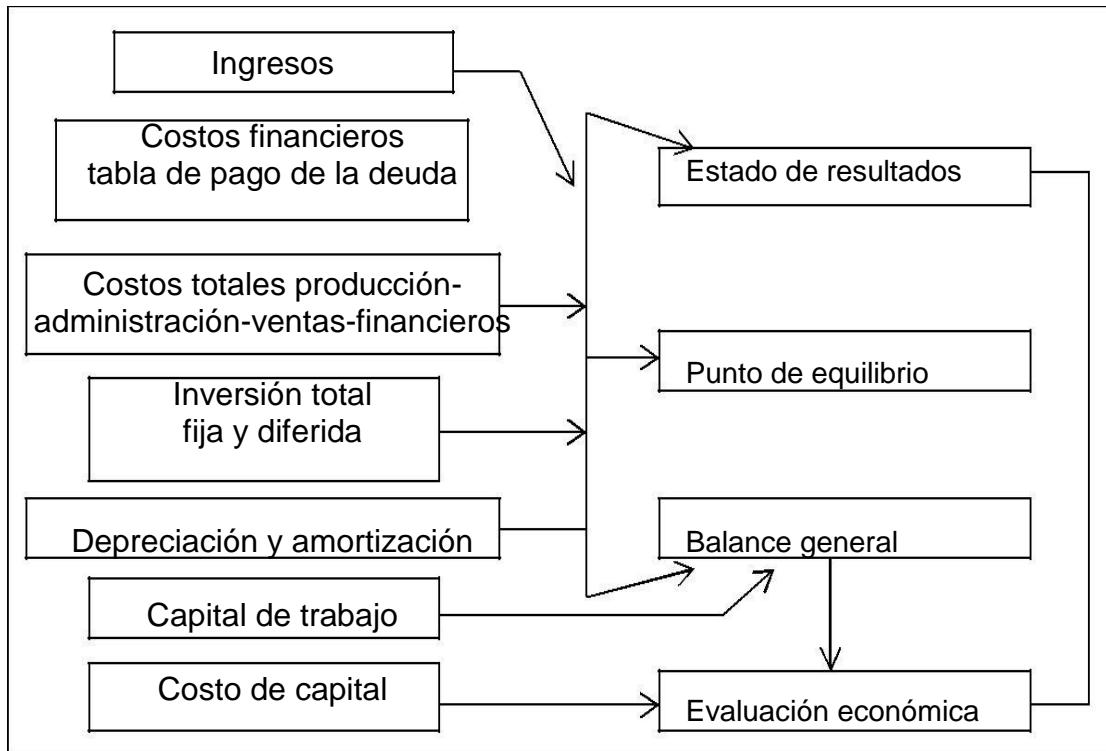 Ingresos
Costos financieros
tabla de pago de la deuda
Costos totales producción-
administración-ventas-financieros
Inversión total
fija y diferida
Depreciación y amortización
Capital de trabajo
Costo de capital
Estado de resultados
Punto de equilibrio
Balance general
Evaluación económica